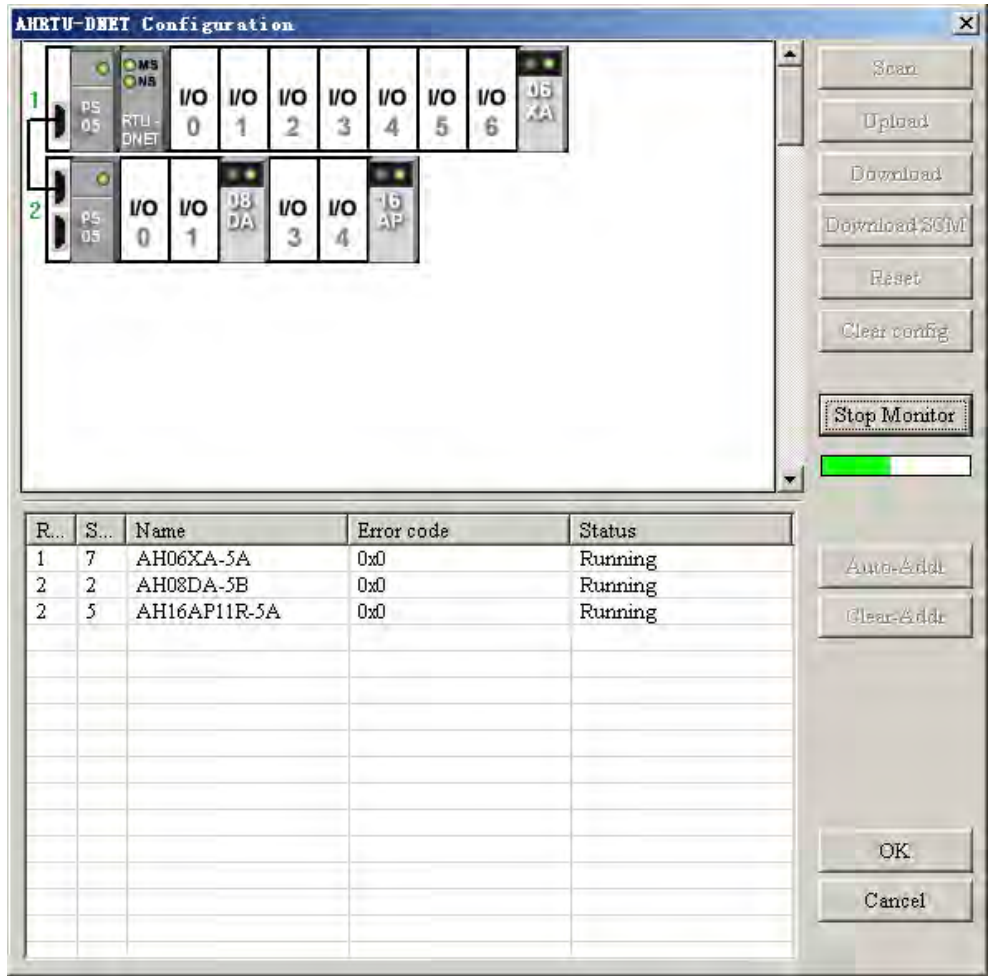 AHRTU-DNET Configuration
1 PS 05 MS NS RTU-DNET I/O 0 I/O 1 I/O 2 I/O 3 I/O 4 I/O 5 I/O 6 06 XA
2 PS 05 I/O 0 I/O 1 08 DA I/O 3 I/O 4 16 AP
Scan
Upload
Download
Download SGM
Reset
Clear config
Stop Monitor
R... S... Name Error code Status
1 7 AH06XA-5A 0x0 Running
2 2 AH08DA-5B 0x0 Running
2 5 AH16AP11R-5A 0x0 Running
Auto-Addr
Clear-Addr
OK
Cancel